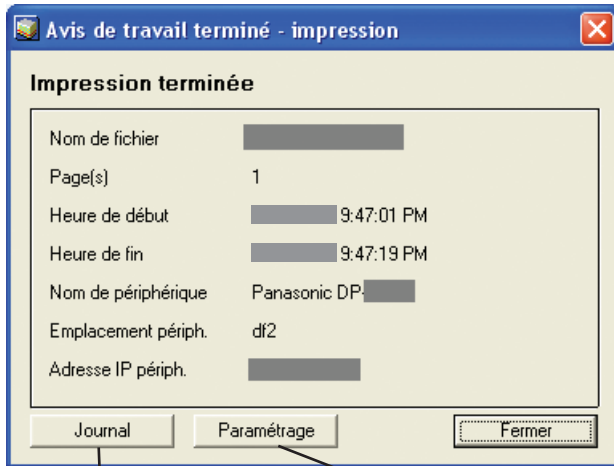 Avis de travail terminé - impression
Impression terminée
Nom de fichier
Page(s) 1
Heure de début 9:47:01 PM
Heure de fin 9:47:19 PM
Nom de périphérique Panasonic DP-
Emplacement périph. df2
Adresse IP périph.
Journal Paramétrage Fermer